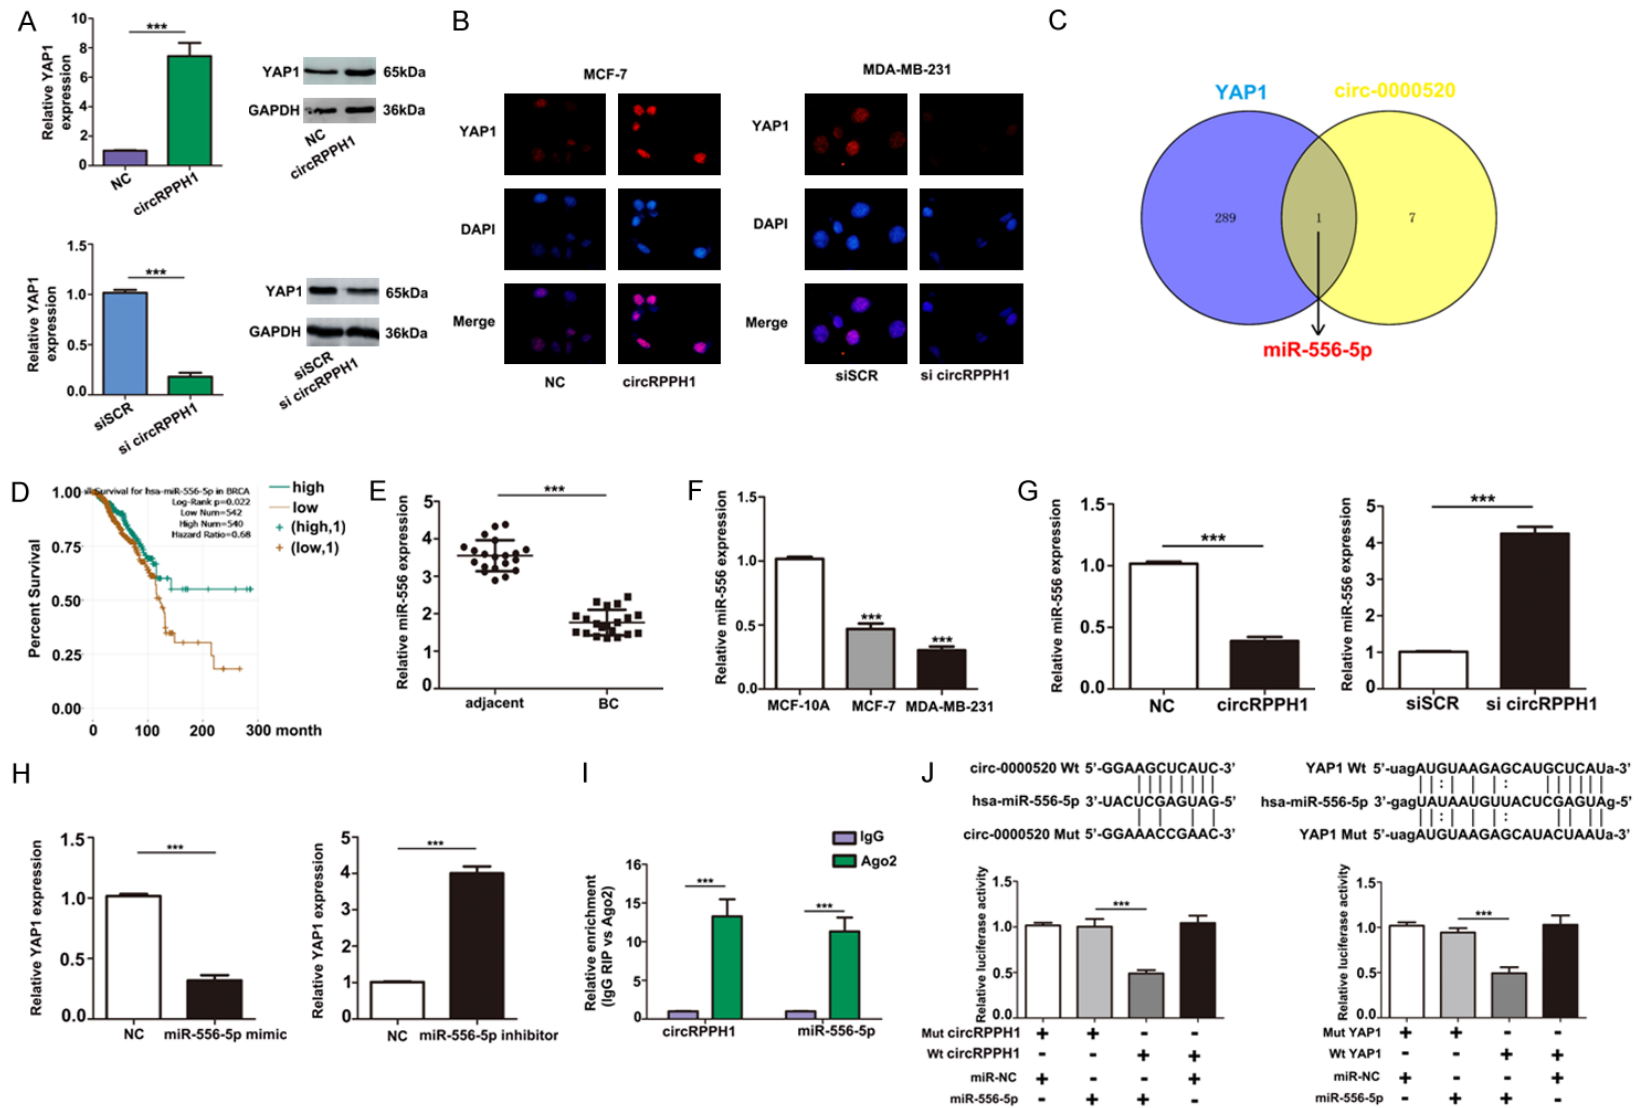 A
Relative YAP1
expression
10
8
6
4
2
0
***
NC
circRPPH1
YAP1
65kDa
GAPDH
36kDa
NC
circRPPH1
Relative YAP1
expression
1.5
1.0
0.5
0.0
***
siSCR
si circRPPH1
YAP1
65kDa
GAPDH
36kDa
siSCR
si circRPPH1
B
MCF-7
MDA-MB-231
YAP1
YAP1
DAPI
DAPI
Merge
Merge
NC
circRPPH1
siSCR
si circRPPH1
C
YAP1
circ-0000520
289
1
7
miR-556-5p
D
Survival for hsa-miR-556-5p in BRCA
Log-Rank p=0.022
Low Num=542
High Num=540
Hazard Ratio=0.68
high
low
(high,1)
(low,1)
Percent Survival
1.00
0.75
0.50
0.25
0.00
0
100
200
300 month
E
Relative miR-556 expression
5
4
3
2
1
0
***
adjacent
BC
F
Relative miR-556 expression
1.5
1.0
0.5
0.0
***
***
MCF-10A
MCF-7
MDA-MB-231
G
Relative miR-556 expression
1.5
1.0
0.5
0.0
***
NC
circRPPH1
Relative miR-556 expression
5
4
3
2
1
0
***
siSCR
si circRPPH1
H
Relative YAP1 expression
1.5
1.0
0.5
0.0
***
NC
miR-556-5p mimic
Relative YAP1 expression
5
4
3
2
1
0
***
NC
miR-556-5p inhibitor
I
IgG
Ago2
Relative enrichment
(IgG RIP vs Ago2)
16
15
10
5
0
***
***
circRPPH1
miR-556-5p
J
circ-0000520 Wt 5'-GGAAGCUCAUC-3'
hsa-miR-556-5p 3'-UACUCGAGUAG-5'
circ-0000520 Mut 5'-GGAAACCGAAC-3'
Relative luciferase activity
1.5
1.0
0.5
0.0
***
Mut circRPPH1 + + - -
Wt circRPPH1 - - + +
miR-NC + - - +
miR-556-5p - + + -
YAP1 Wt 5'-uagAUGUAAGAGCAUGCUCAUa-3'
hsa-miR-556-5p 3'-gagUAUAAUGUUACUCGAGUAg-5'
YAP1 Mut 5'-uagAUGUAAGAGCAUACUAAUa-3'
Relative luciferase activity
1.5
1.0
0.5
0.0
***
Mut YAP1 + + - -
Wt YAP1 - - + +
miR-NC + - - +
miR-556-5p - + + -